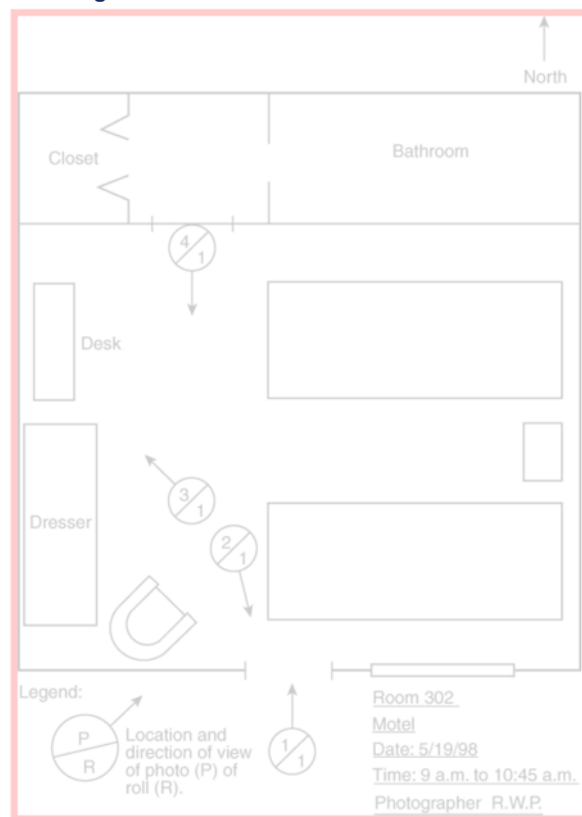 North
Closet
Bathroom
4
1
Desk
3
1
Dresser
2
1
Legend:
P
R
Location and
direction of view
of photo (P) of
roll (R).
1
1
Room 302
Motel
Date: 5/19/98
Time: 9 a.m. to 10:45 a.m.
Photographer R.W.P.